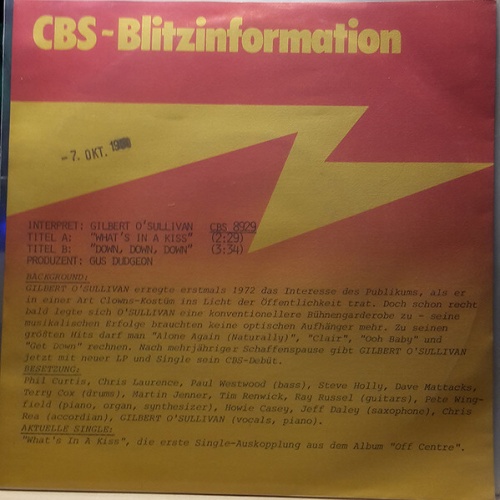 CBS-Blitzinformation
-7. OKT.
INTERPRET: GILBERT O'SULLIVAN CBS 8929
TITEL A: "WHAT'S IN A KISS" (2:29)
TITEL B: "DOWN, DOWN, DOWN" (3:34)
PRODUZENT: GUS DUDGEON
BACKGROUND:
GILBERT O'SULLIVAN erzegte erstmals 1972 das Interesse des Publikums, als er
in einer Art Clowns-Kostüm ins Licht der Öffentlichkeit trat. Doch schon recht
bald legte sich O'SULLIVAN eine konventionellere Bühnengarderobe zu - seine
musikalischen Erfolge brauchten keine optischen Aufhänger mehr. Zu seinen
größten Hits darf man "Alone Again (Naturally)", "Clair", "Ooh Baby" und
"Get Down" rechnen. Nach mehrjähriger Schaffenspause gibt GILBERT O'SULLIVAN
jetzt mit neuer LP und Single sein CBS-Debüt.
BESETZUNG:
Phil Curtis, Chris Laurence, Paul Westwood (bass), Steve Holly, Dave Mattacks,
Terry Cox (drums), Martin Jenner, Tim Renwick, Ray Russel (guitars), Pete Wing-
field (piano, organ, synthesizer), Howie Casey, Jeff Daley (saxophone), Chris
Rea (accordian), GILBERT O'SULLIVAN (vocals, piano).
AKTUELLE SINGLE:
"What's In A Kiss", die erste Single-Auskopplung aus dem Album "Off Centre".